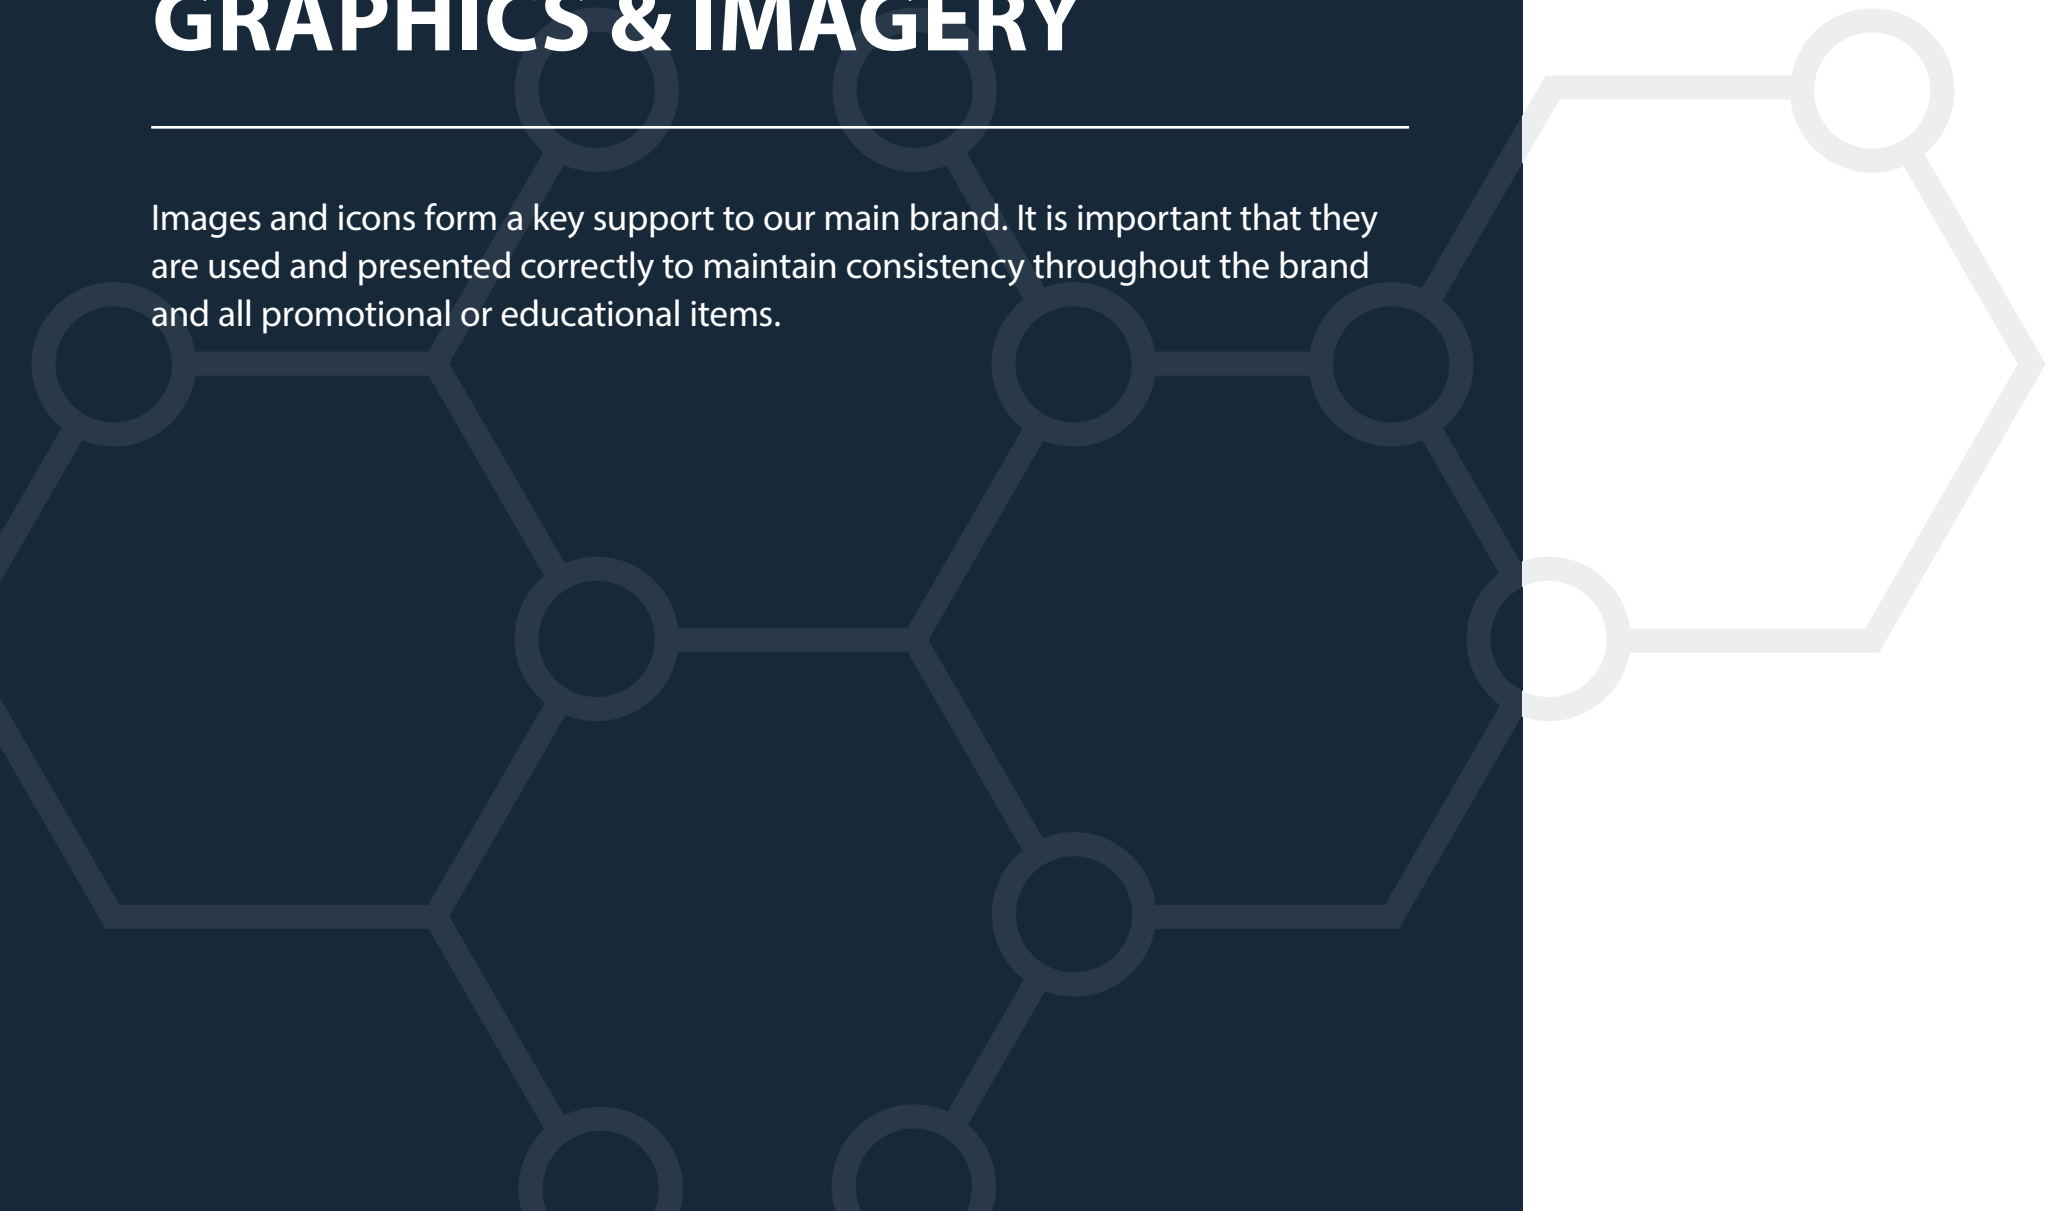 GRAPHICS & IMAGERY
Images and icons form a key support to our main brand. It is important that they
are used and presented correctly to maintain consistency throughout the brand
and all promotional or educational items.